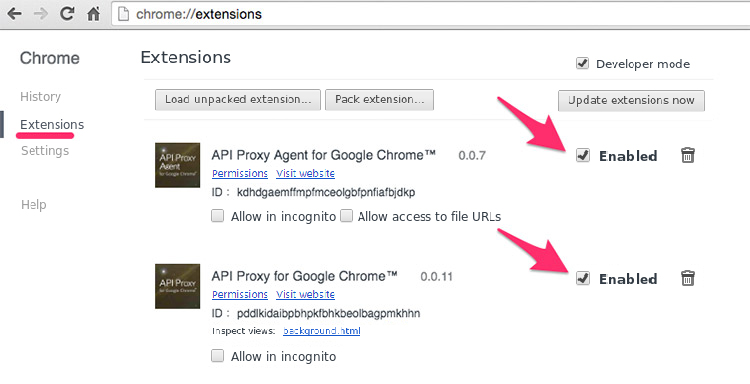 chrome://extensions
Chrome
Extensions
Developer mode
History
Load unpacked extension...
Pack extension...
Update extensions now
Extensions
Settings
Help
API Proxy
Agent
for Google Chrome™
API Proxy Agent for Google Chrome™ 0.0.7
Enabled
Permissions Visit website
ID : kdhdgaemffmpfmceolgbfpnfiafbjdkp
Allow in incognito Allow access to file URLs
API Proxy
for Google Chrome™
API Proxy for Google Chrome™ 0.0.11
Enabled
Permissions Visit website
ID : pddlkidaibpbhpkfbhkbeolbagpmkhhn
Inspect views: background.html
Allow in incognito